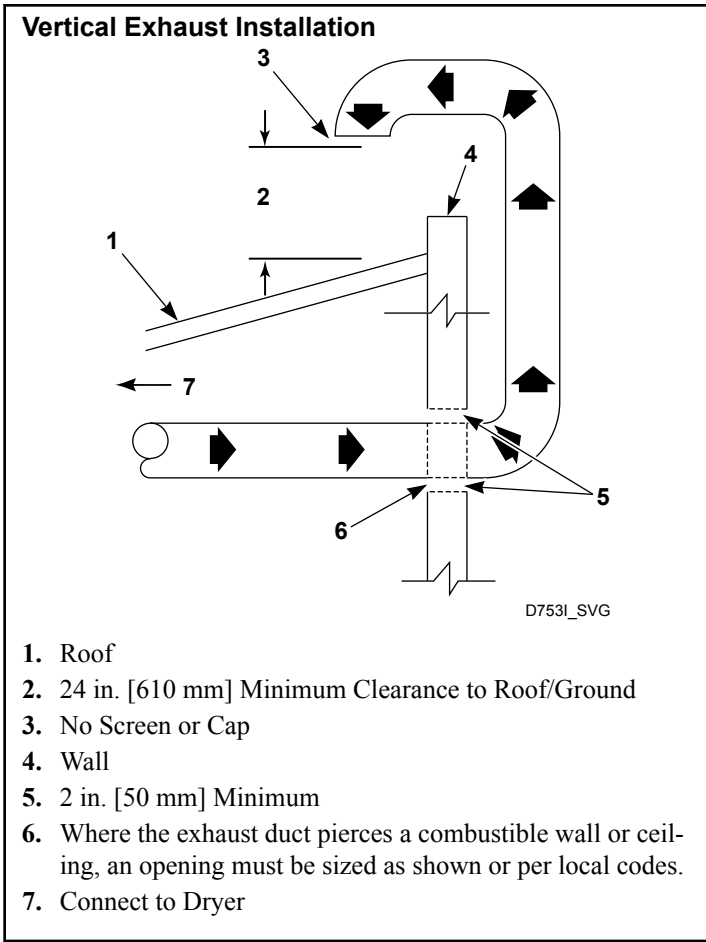 Vertical Exhaust Installation
3
4
2
1
7
5
6
D753I_SVG
1. Roof
2. 24 in. [610 mm] Minimum Clearance to Roof/Ground
3. No Screen or Cap
4. Wall
5. 2 in. [50 mm] Minimum
6. Where the exhaust duct pierces a combustible wall or ceil-
ing, an opening must be sized as shown or per local codes.
7. Connect to Dryer